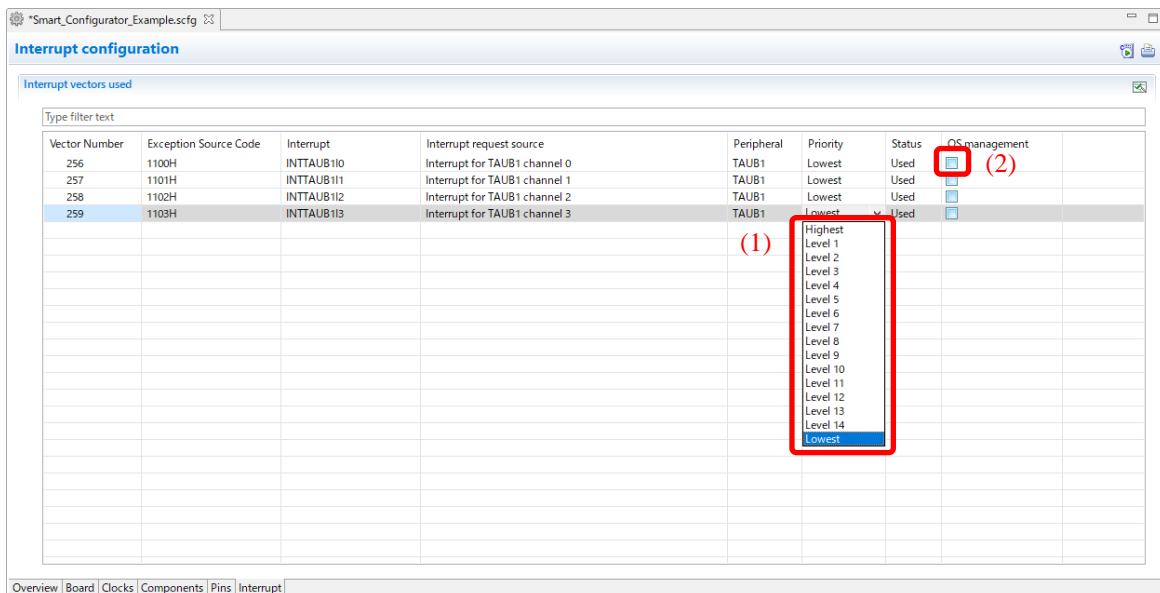 *Smart_Configurator_Example.scfg
Interrupt configuration
Interrupt vectors used
Type filter text
Vector Number Exception Source Code Interrupt Interrupt request source Peripheral Priority Status OS management
256 1100H INTTAUB1I0 Interrupt for TAUB1 channel 0 TAUB1 Lowest Used (2)
257 1101H INTTAUB1I1 Interrupt for TAUB1 channel 1 TAUB1 Lowest Used
258 1102H INTTAUB1I2 Interrupt for TAUB1 channel 2 TAUB1 Lowest Used
259 1103H INTTAUB1I3 Interrupt for TAUB1 channel 3 TAUB1 Lowest Used
(1)
Highest
Level 1
Level 2
Level 3
Level 4
Level 5
Level 6
Level 7
Level 8
Level 9
Level 10
Level 11
Level 12
Level 13
Level 14
Lowest
Overview Board Clocks Components Pins Interrupt